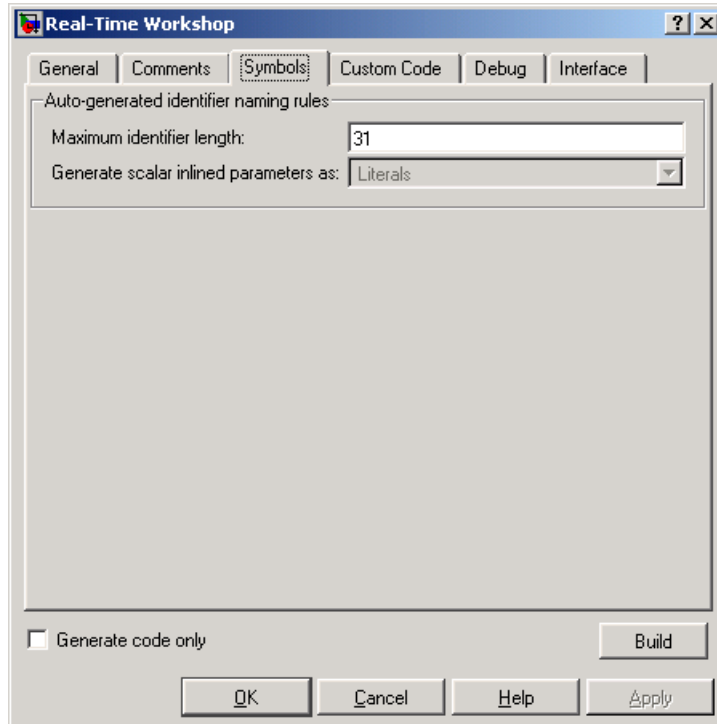 Real-Time Workshop
General Comments Symbols Custom Code Debug Interface
Auto-generated identifier naming rules
Maximum identifier length: 31
Generate scalar inlined parameters as: Literals
Generate code only Build
OK Cancel Help Apply